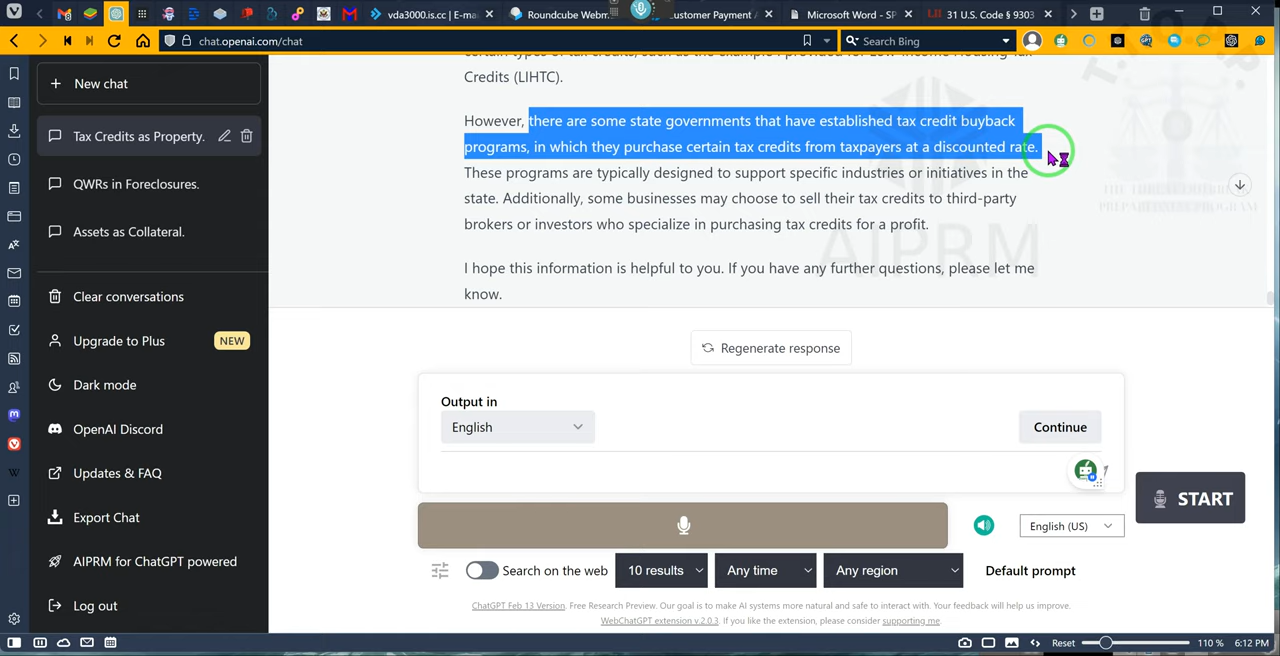 vda3000.is.cc | E-ma
Roundcube Webm
Customer Payment A
Microsoft Word - SP
31 U.S. Code § 9303
chat.openai.com/chat
Search Bing
New chat
Tax Credits as Property.
QWRs in Foreclosures.
Assets as Collateral.
Clear conversations
Upgrade to Plus
NEW
Dark mode
OpenAI Discord
Updates & FAQ
Export Chat
AIPRM for ChatGPT powered
Log out
Credits (LIHTC).
However, there are some state governments that have established tax credit buyback
programs, in which they purchase certain tax credits from taxpayers at a discounted rate.
These programs are typically designed to support specific industries or initiatives in the
state. Additionally, some businesses may choose to sell their tax credits to third-party
brokers or investors who specialize in purchasing tax credits for a profit.
I hope this information is helpful to you. If you have any further questions, please let me
know.
AIPRM
Regenerate response
Output in
English
Continue
START
English (US)
Search on the web
10 results
Any time
Any region
Default prompt
ChatGPT Feb 13 Version. Free Research Preview. Our goal is to make AI systems more natural and safe to interact with. Your feedback will help us improve.
WebChatGPT extension v.2.0.3. If you like the extension, please consider supporting me.
Reset
110 %
6:12 PM